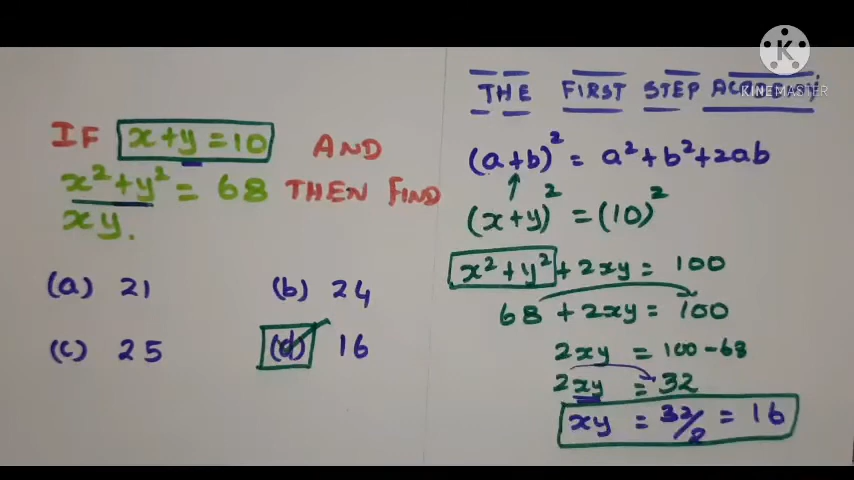 IF x+y=10 AND
x²+y² = 68 THEN FIND
xy.
(a) 21 (b) 24
(c) 25 (d) 16
THE FIRST STEP ACADEMY
KINEMASTER
(a+b)² = a²+b²+2ab
(x+y)² = (10)²
x²+y²+2xy = 100
68 + 2xy = 100
2xy = 100-68
2xy = 32
xy = 32/2 = 16